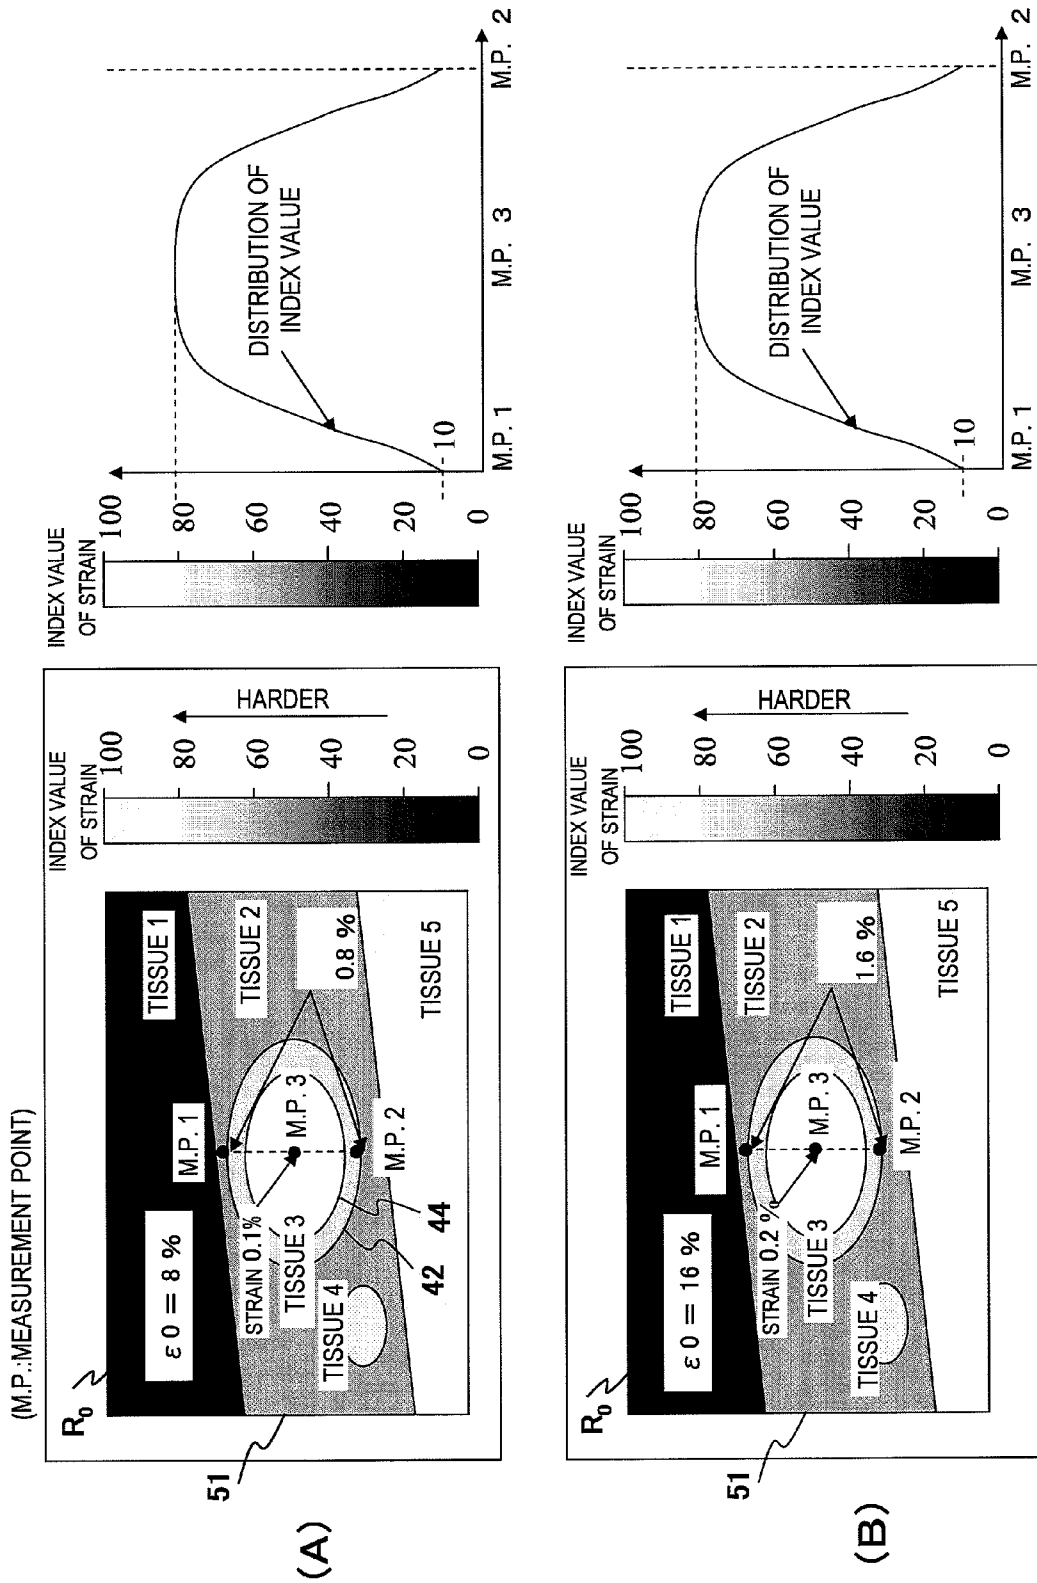 (M.P.:MEASUREMENT POINT)
(A)
51
R0
ε 0 = 8 %
TISSUE 1
TISSUE 2
M.P. 1
STRAIN 0.1%
M.P. 3
TISSUE 3
TISSUE 4
0.8 %
M.P. 2
TISSUE 5
42
44
INDEX VALUE
OF STRAIN
100
80
60
40
20
0
HARDER
INDEX VALUE
OF STRAIN
100
80
60
40
20
0
10
DISTRIBUTION OF
INDEX VALUE
M.P. 1
M.P. 3
M.P. 2
(B)
51
R0
ε 0 = 16 %
TISSUE 1
TISSUE 2
M.P. 1
STRAIN 0.2 %
M.P. 3
TISSUE 3
TISSUE 4
1.6 %
M.P. 2
TISSUE 5
INDEX VALUE
OF STRAIN
100
80
60
40
20
0
HARDER
INDEX VALUE
OF STRAIN
100
80
60
40
20
0
10
DISTRIBUTION OF
INDEX VALUE
M.P. 1
M.P. 3
M.P. 2